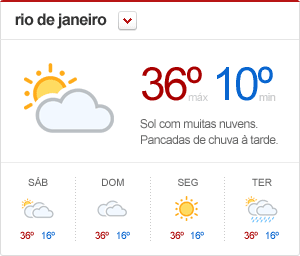 rio de janeiro
36º máx 10º min
Sol com muitas nuvens.
Pancadas de chuva à tarde.
SÁB DOM SEG TER
36º 16º 36º 16º 36º 16º 36º 16º